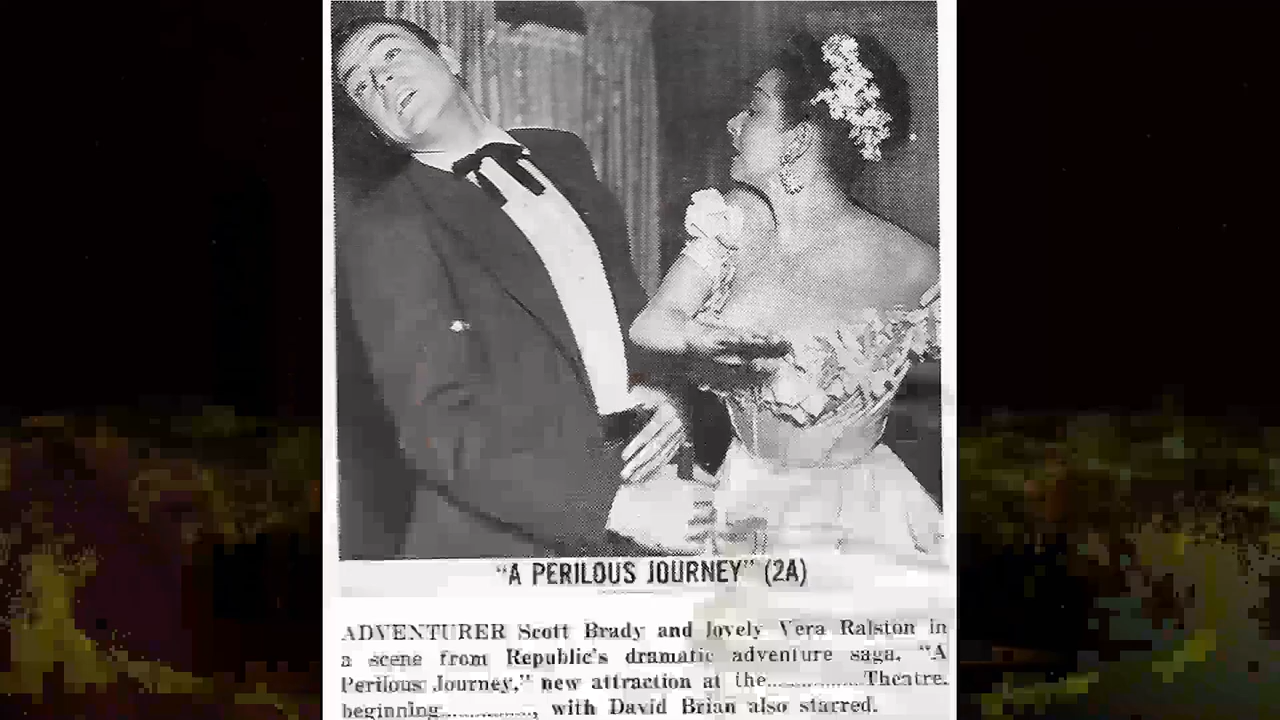 "A PERILOUS JOURNEY" (2A)
ADVENTURER Scott Brady and lovely Vera Ralston in
a scene from Republic's dramatic adventure saga, "A
Perilous Journey," new attraction at the..............Theatre,
beginning.............., with David Brian also starred.